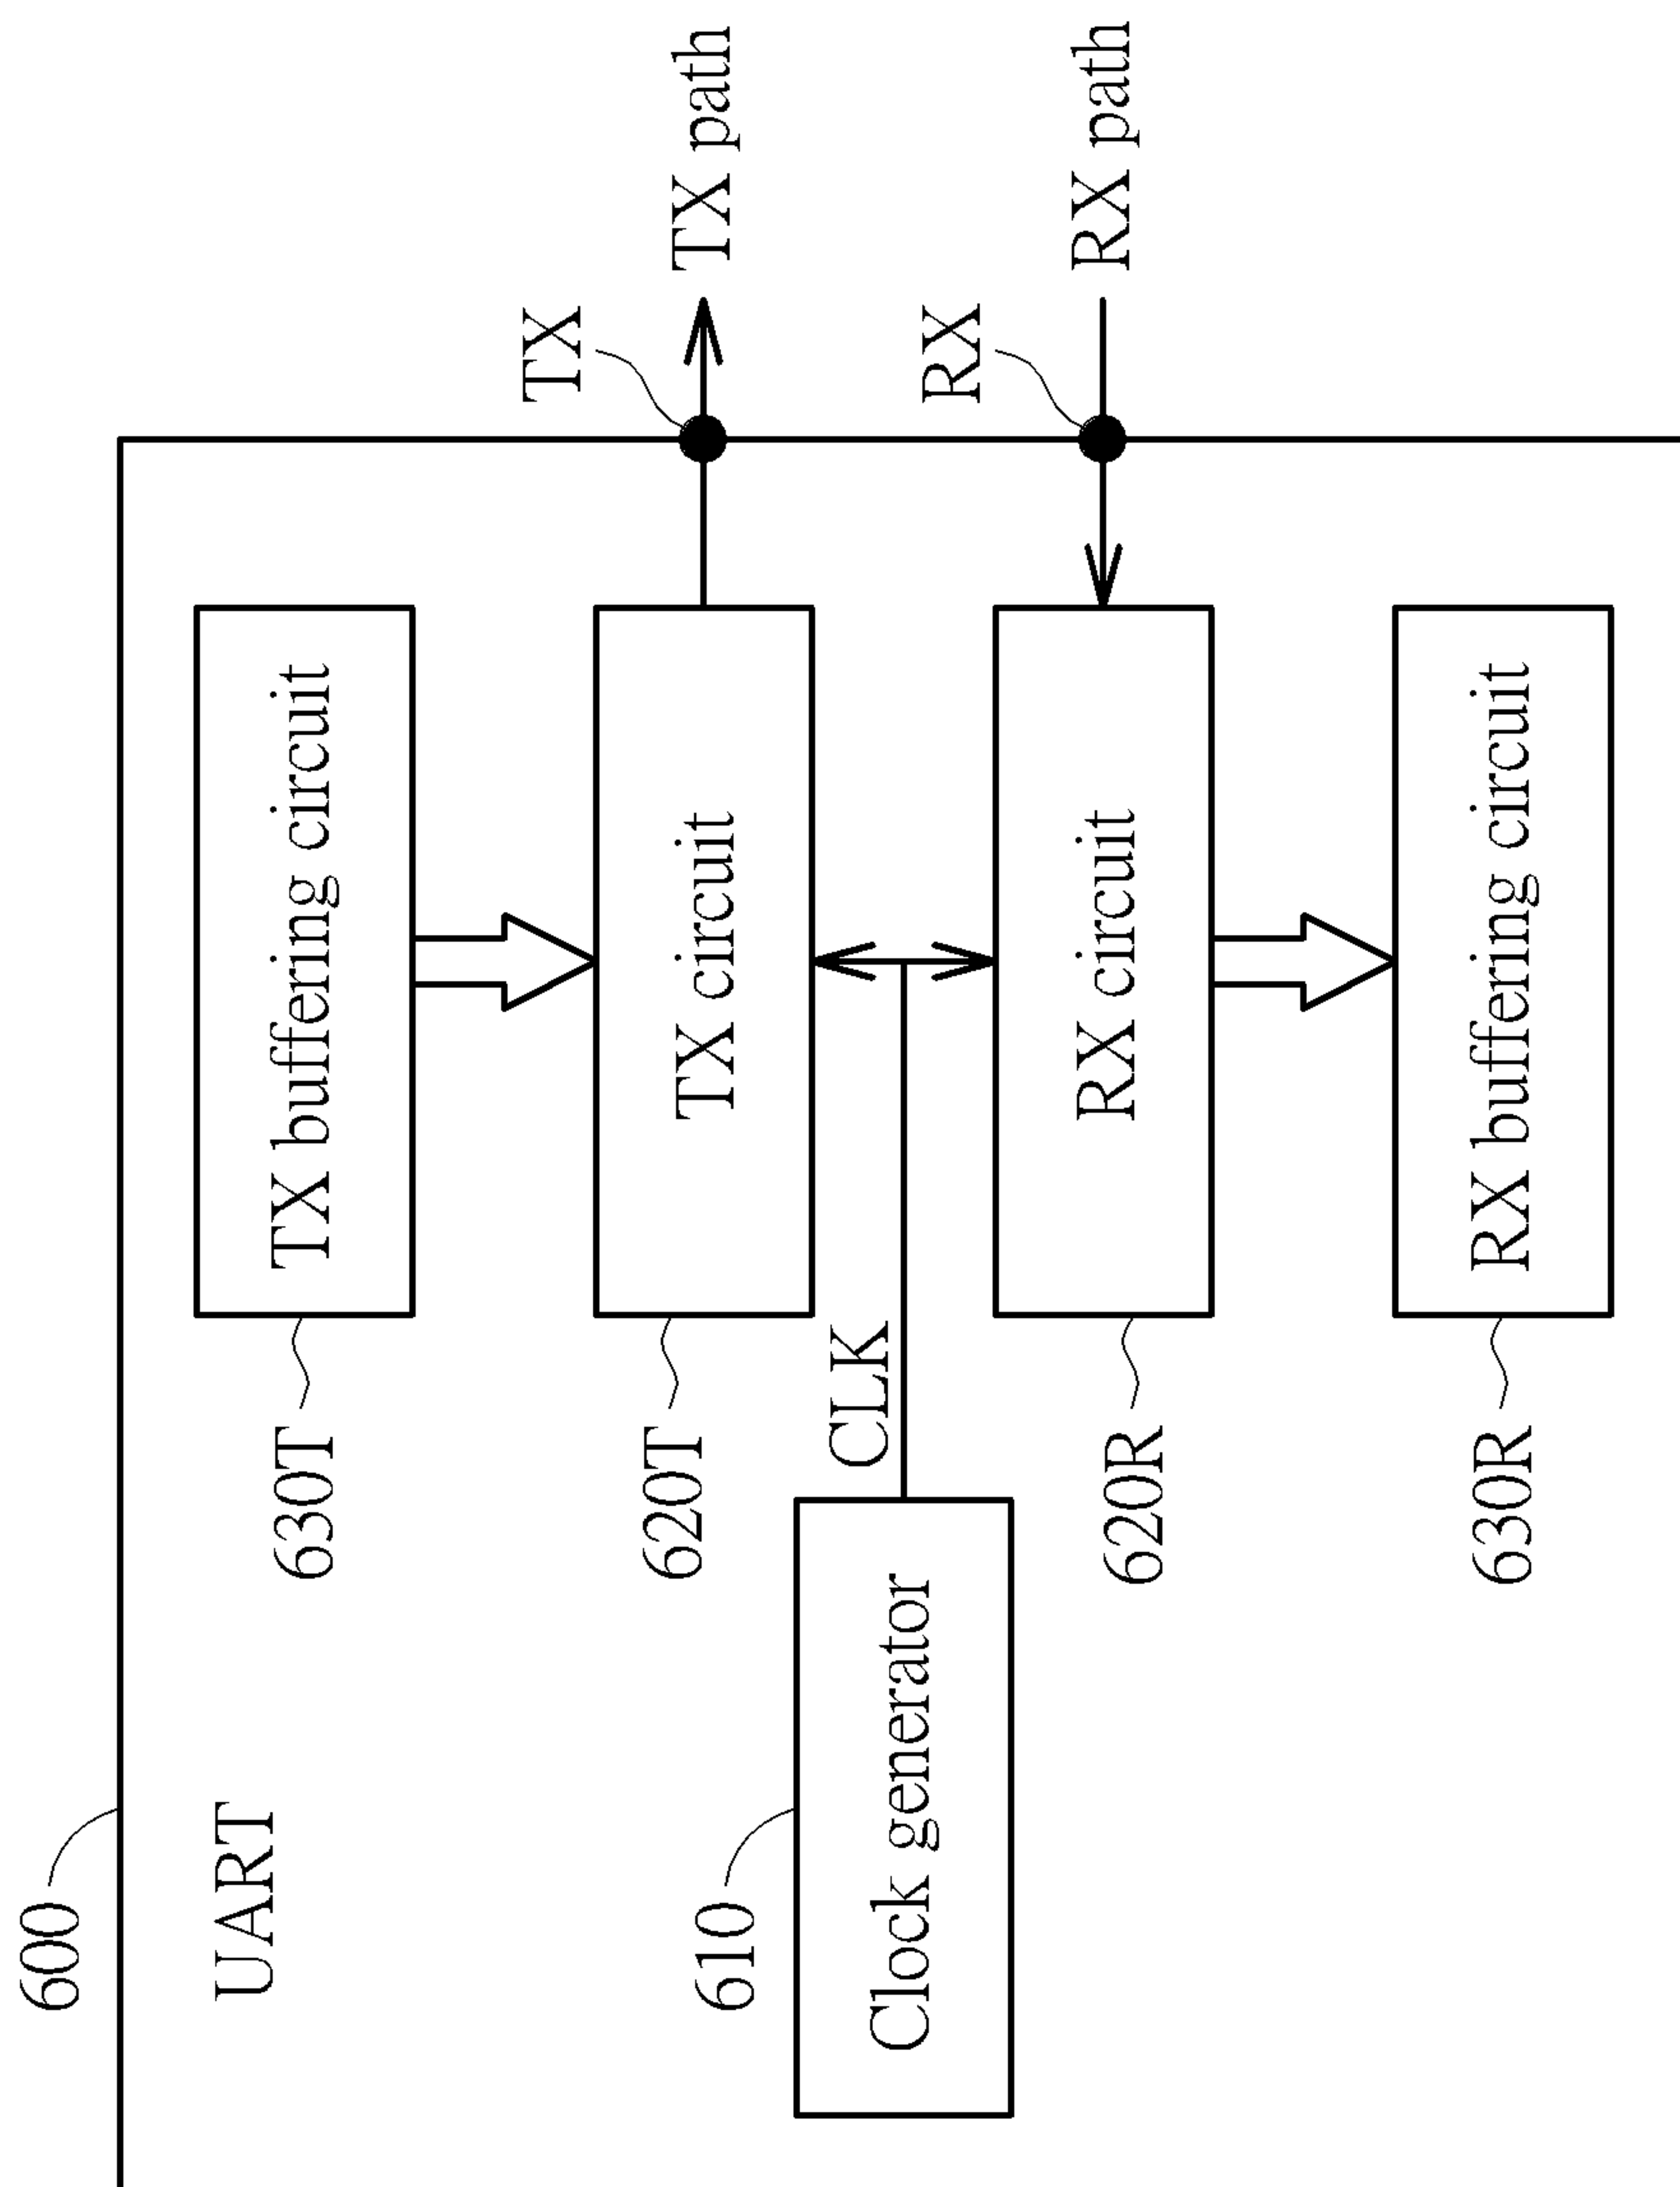 600
UART
630T
TX buffering circuit
TX
TX path
620T
TX circuit
610
Clock generator
CLK
RX
RX path
620R
RX circuit
630R
RX buffering circuit